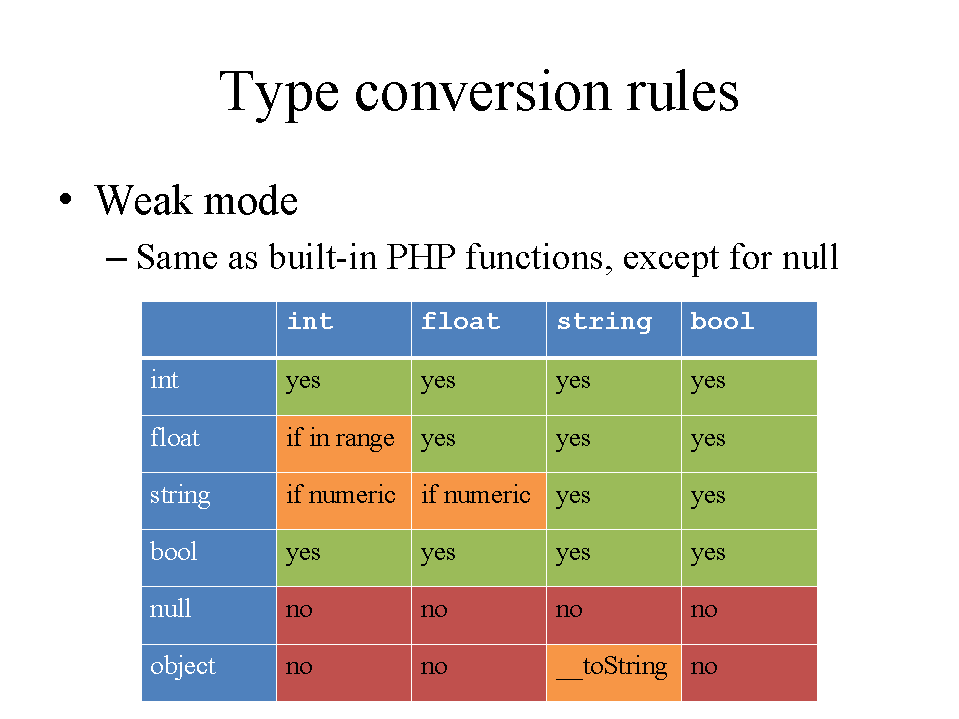 Type conversion rules
• Weak mode
– Same as built-in PHP functions, except for null
int float string bool
int yes yes yes yes
float if in range yes yes yes
string if numeric if numeric yes yes
bool yes yes yes yes
null no no no no
object no no __toString no